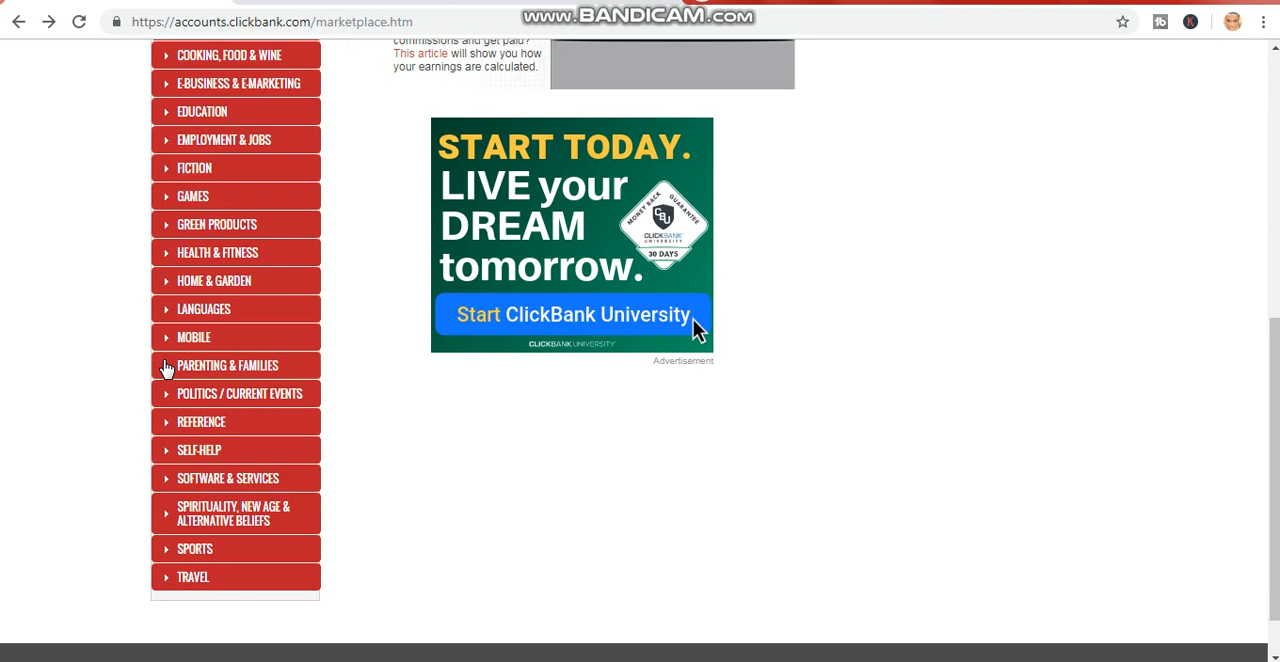 https://accounts.clickbank.com/marketplace.htm
WWW.BANDICAM.COM
commissions and get paid?
This article will show you how
your earnings are calculated.
COOKING, FOOD & WINE
E-BUSINESS & E-MARKETING
EDUCATION
EMPLOYMENT & JOBS
FICTION
GAMES
GREEN PRODUCTS
HEALTH & FITNESS
HOME & GARDEN
LANGUAGES
MOBILE
PARENTING & FAMILIES
POLITICS / CURRENT EVENTS
REFERENCE
SELF-HELP
SOFTWARE & SERVICES
SPIRITUALITY, NEW AGE &
ALTERNATIVE BELIEFS
SPORTS
TRAVEL
START TODAY.
LIVE your
DREAM
tomorrow.
MONEY BACK GUARANTEE
CBU
CLICKBANK
UNIVERSITY
30 DAYS
Start ClickBank University
CLICKBANK UNIVERSITY
Advertisement
tb
K